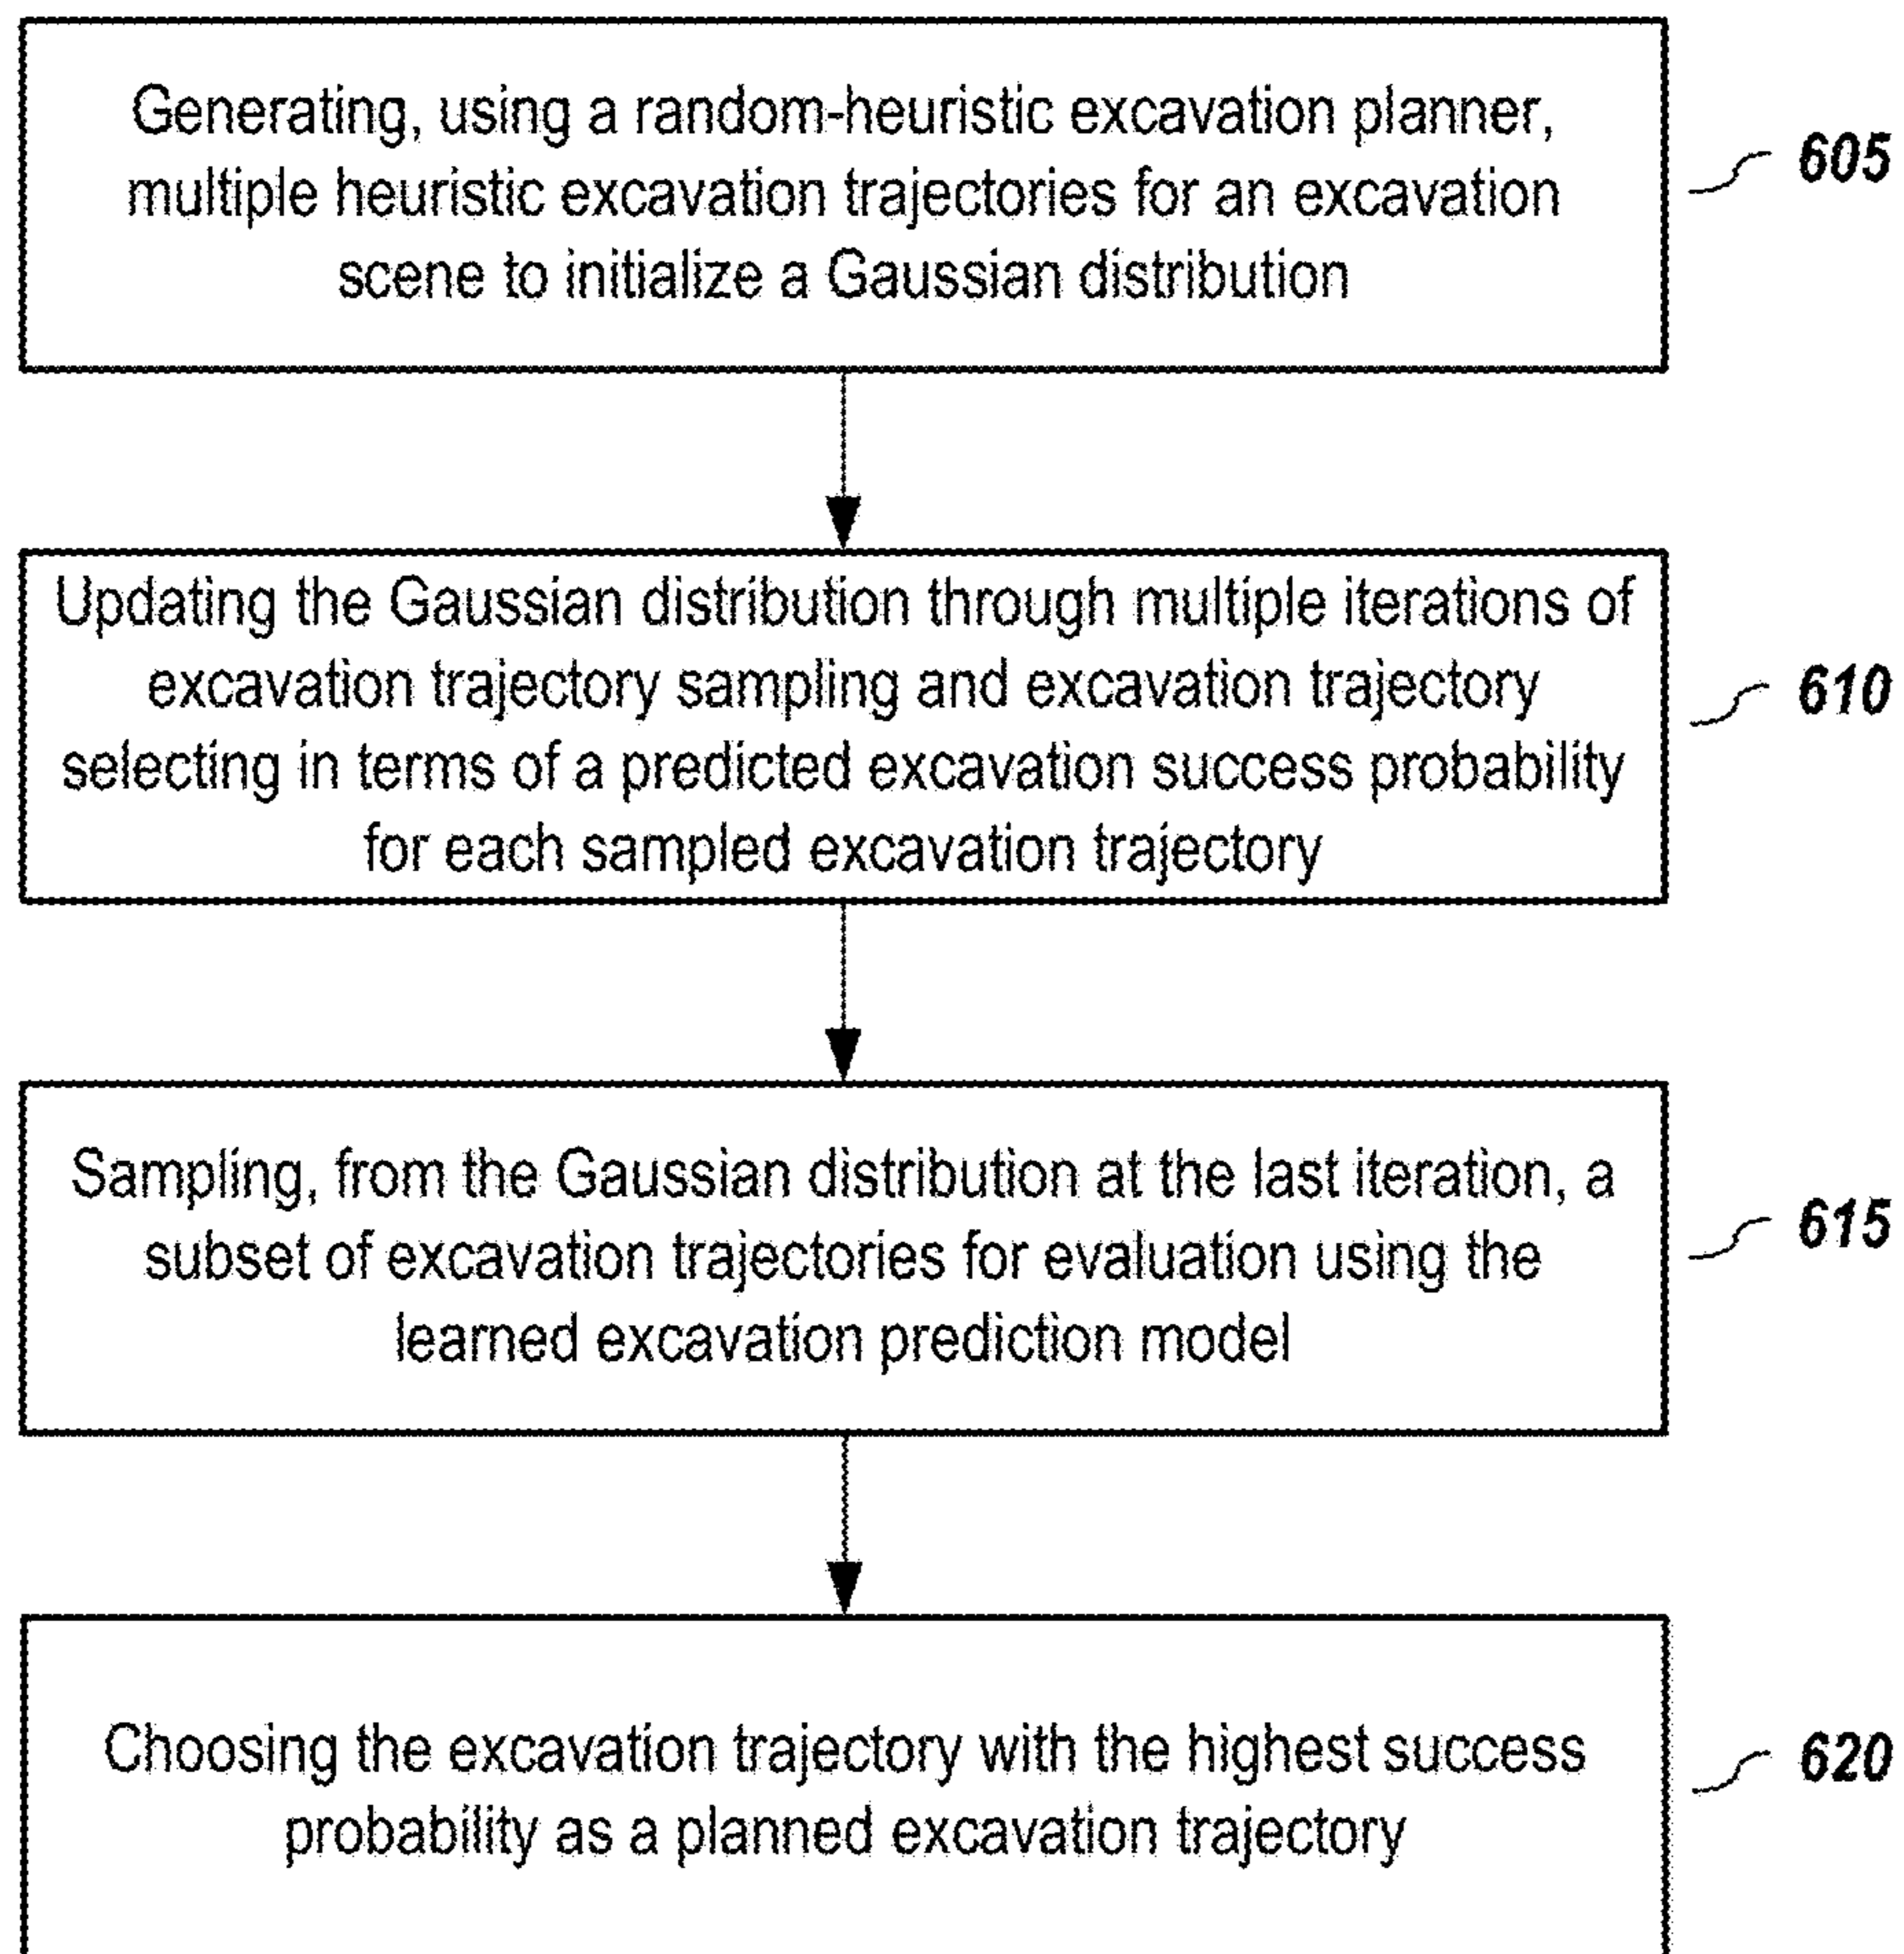 Generating, using a random-heuristic excavation planner,
multiple heuristic excavation trajectories for an excavation
scene to initialize a Gaussian distribution
605
Updating the Gaussian distribution through multiple iterations of
excavation trajectory sampling and excavation trajectory
selecting in terms of a predicted excavation success probability
for each sampled excavation trajectory
610
Sampling, from the Gaussian distribution at the last iteration, a
subset of excavation trajectories for evaluation using the
learned excavation prediction model
615
Choosing the excavation trajectory with the highest success
probability as a planned excavation trajectory
620